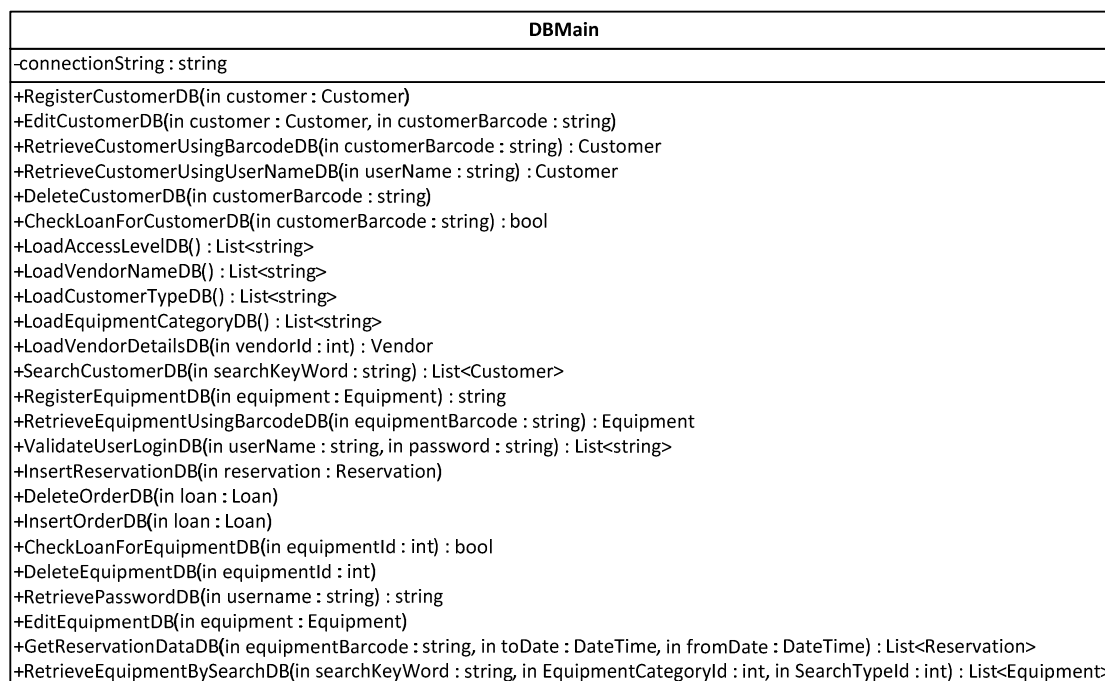 DBMain
-connectionString : string
+RegisterCustomerDB(in customer : Customer)
+EditCustomerDB(in customer : Customer, in customerBarcode : string)
+RetrieveCustomerUsingBarcodeDB(in customerBarcode : string) : Customer
+RetrieveCustomerUsingUserNameDB(in userName : string) : Customer
+DeleteCustomerDB(in customerBarcode : string)
+CheckLoanForCustomerDB(in customerBarcode : string) : bool
+LoadAccessLevelDB() : List<string>
+LoadVendorNameDB() : List<string>
+LoadCustomerTypeDB() : List<string>
+LoadEquipmentCategoryDB() : List<string>
+LoadVendorDetailsDB(in vendorId : int) : Vendor
+SearchCustomerDB(in searchKeyWord : string) : List<Customer>
+RegisterEquipmentDB(in equipment : Equipment) : string
+RetrieveEquipmentUsingBarcodeDB(in equipmentBarcode : string) : Equipment
+ValidateUserLoginDB(in userName : string, in password : string) : List<string>
+InsertReservationDB(in reservation : Reservation)
+DeleteOrderDB(in loan : Loan)
+InsertOrderDB(in loan : Loan)
+CheckLoanForEquipmentDB(in equipmentId : int) : bool
+DeleteEquipmentDB(in equipmentId : int)
+RetrievePasswordDB(in username : string) : string
+EditEquipmentDB(in equipment : Equipment)
+GetReservationDataDB(in equipmentBarcode : string, in toDate : DateTime, in fromDate : DateTime) : List<Reservation>
+RetrieveEquipmentBySearchDB(in searchKeyWord : string, in EquipmentCategoryId : int, in SearchTypeId : int) : List<Equipment>